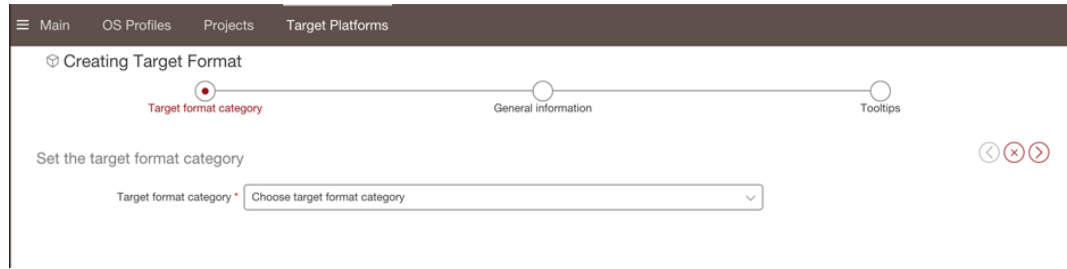 Main OS Profiles Projects Target Platforms
Creating Target Format
Target format category General information Tooltips
Set the target format category
Target format category * Choose target format category